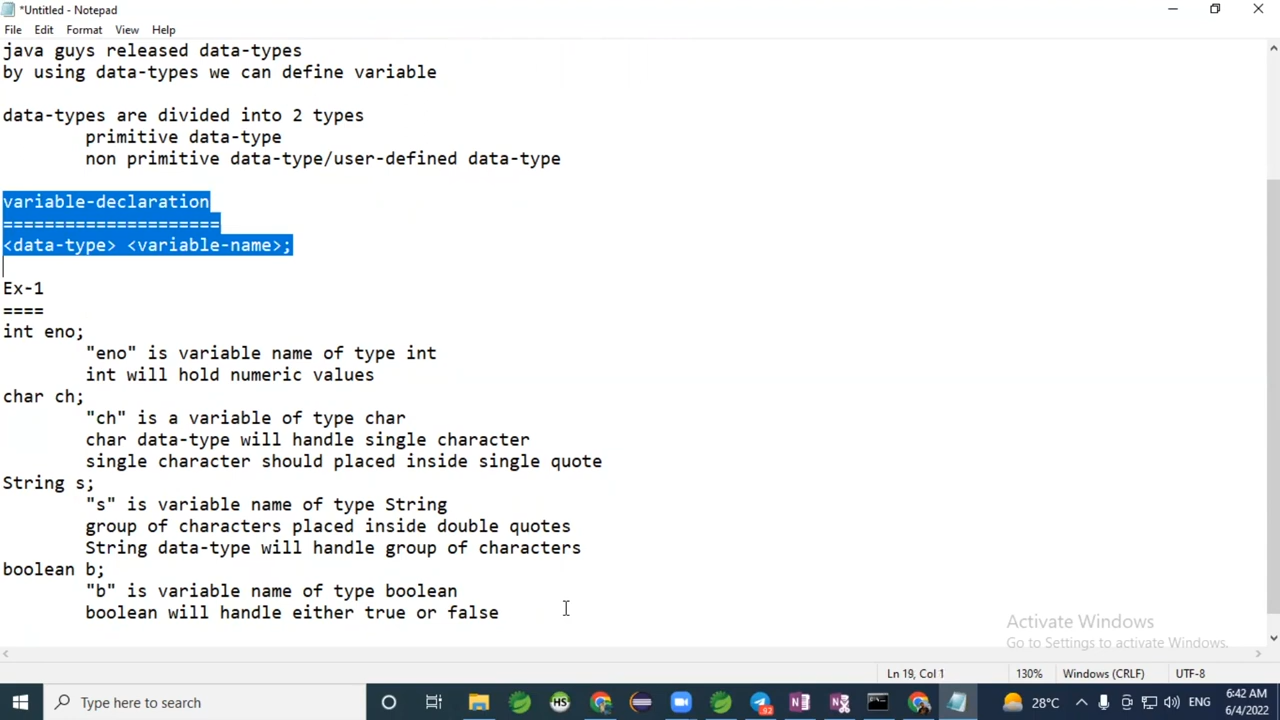 *Untitled - Notepad
File Edit Format View Help
java guys released data-types
by using data-types we can define variable
data-types are divided into 2 types
primitive data-type
non primitive data-type/user-defined data-type
variable-declaration
=====================
<data-type> <variable-name>;
Ex-1
====
int eno;
"eno" is variable name of type int
int will hold numeric values
char ch;
"ch" is a variable of type char
char data-type will handle single character
single character should placed inside single quote
String s;
"s" is variable name of type String
group of characters placed inside double quotes
String data-type will handle group of characters
boolean b;
"b" is variable name of type boolean
boolean will handle either true or false
Activate Windows
Go to Settings to activate Windows.
Ln 19, Col 1 130% Windows (CRLF) UTF-8
Type here to search HS 92 28°C ENG 6:42 AM
6/4/2022